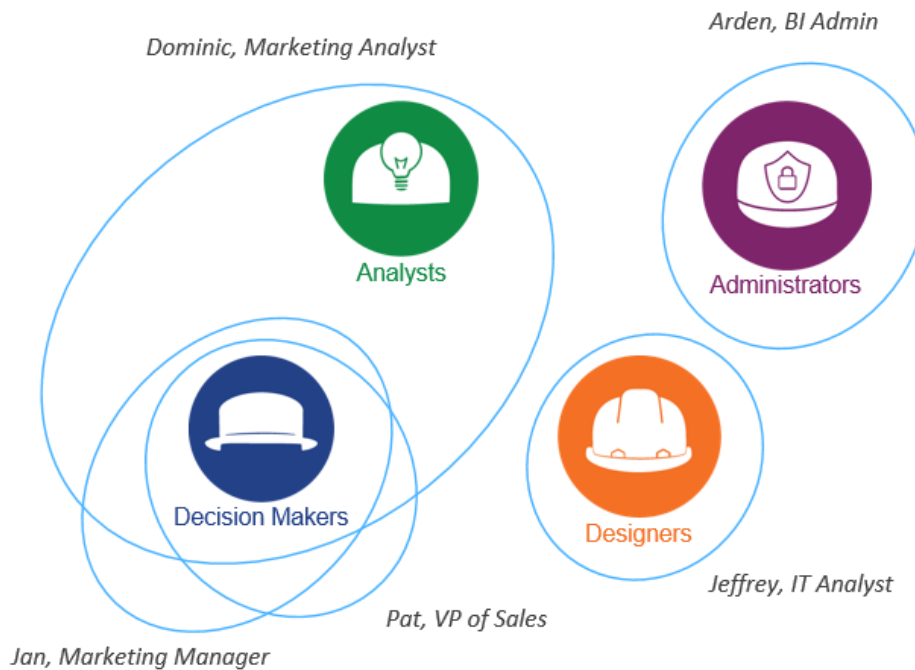 Arden, BI Admin
Dominic, Marketing Analyst
Analysts
Administrators
Decision Makers
Designers
Jeffrey, IT Analyst
Pat, VP of Sales
Jan, Marketing Manager